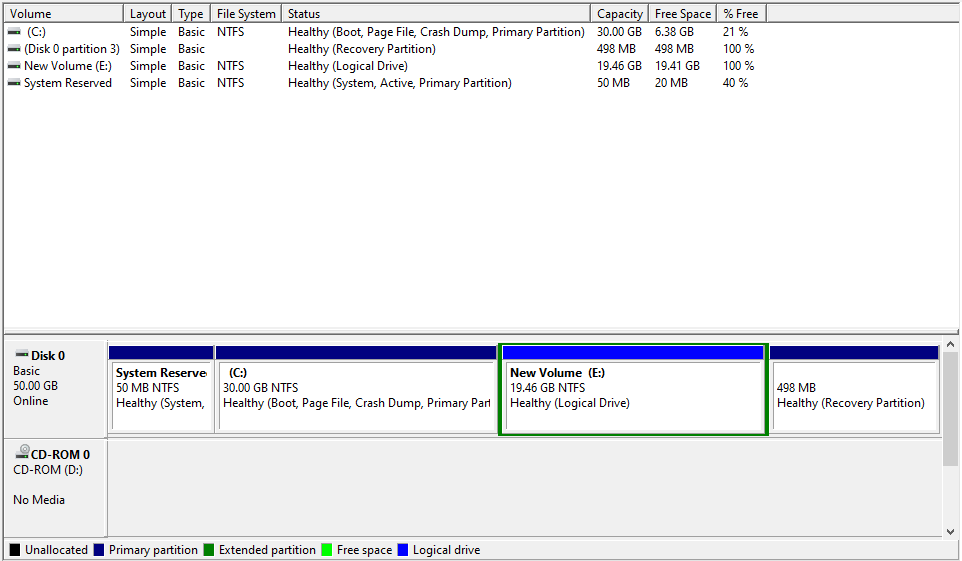 Volume Layout Type File System Status Capacity Free Space % Free
(C:) Simple Basic NTFS Healthy (Boot, Page File, Crash Dump, Primary Partition) 30.00 GB 6.38 GB 21 %
(Disk 0 partition 3) Simple Basic Healthy (Recovery Partition) 498 MB 498 MB 100 %
New Volume (E:) Simple Basic NTFS Healthy (Logical Drive) 19.46 GB 19.41 GB 100 %
System Reserved Simple Basic NTFS Healthy (System, Active, Primary Partition) 50 MB 20 MB 40 %
Disk 0
Basic
50.00 GB
Online
System Reserve
50 MB NTFS
Healthy (System,
(C:)
30.00 GB NTFS
Healthy (Boot, Page File, Crash Dump, Primary Part
New Volume (E:)
19.46 GB NTFS
Healthy (Logical Drive)
498 MB
Healthy (Recovery Partition)
CD-ROM 0
CD-ROM (D:)
No Media
Unallocated Primary partition Extended partition Free space Logical drive